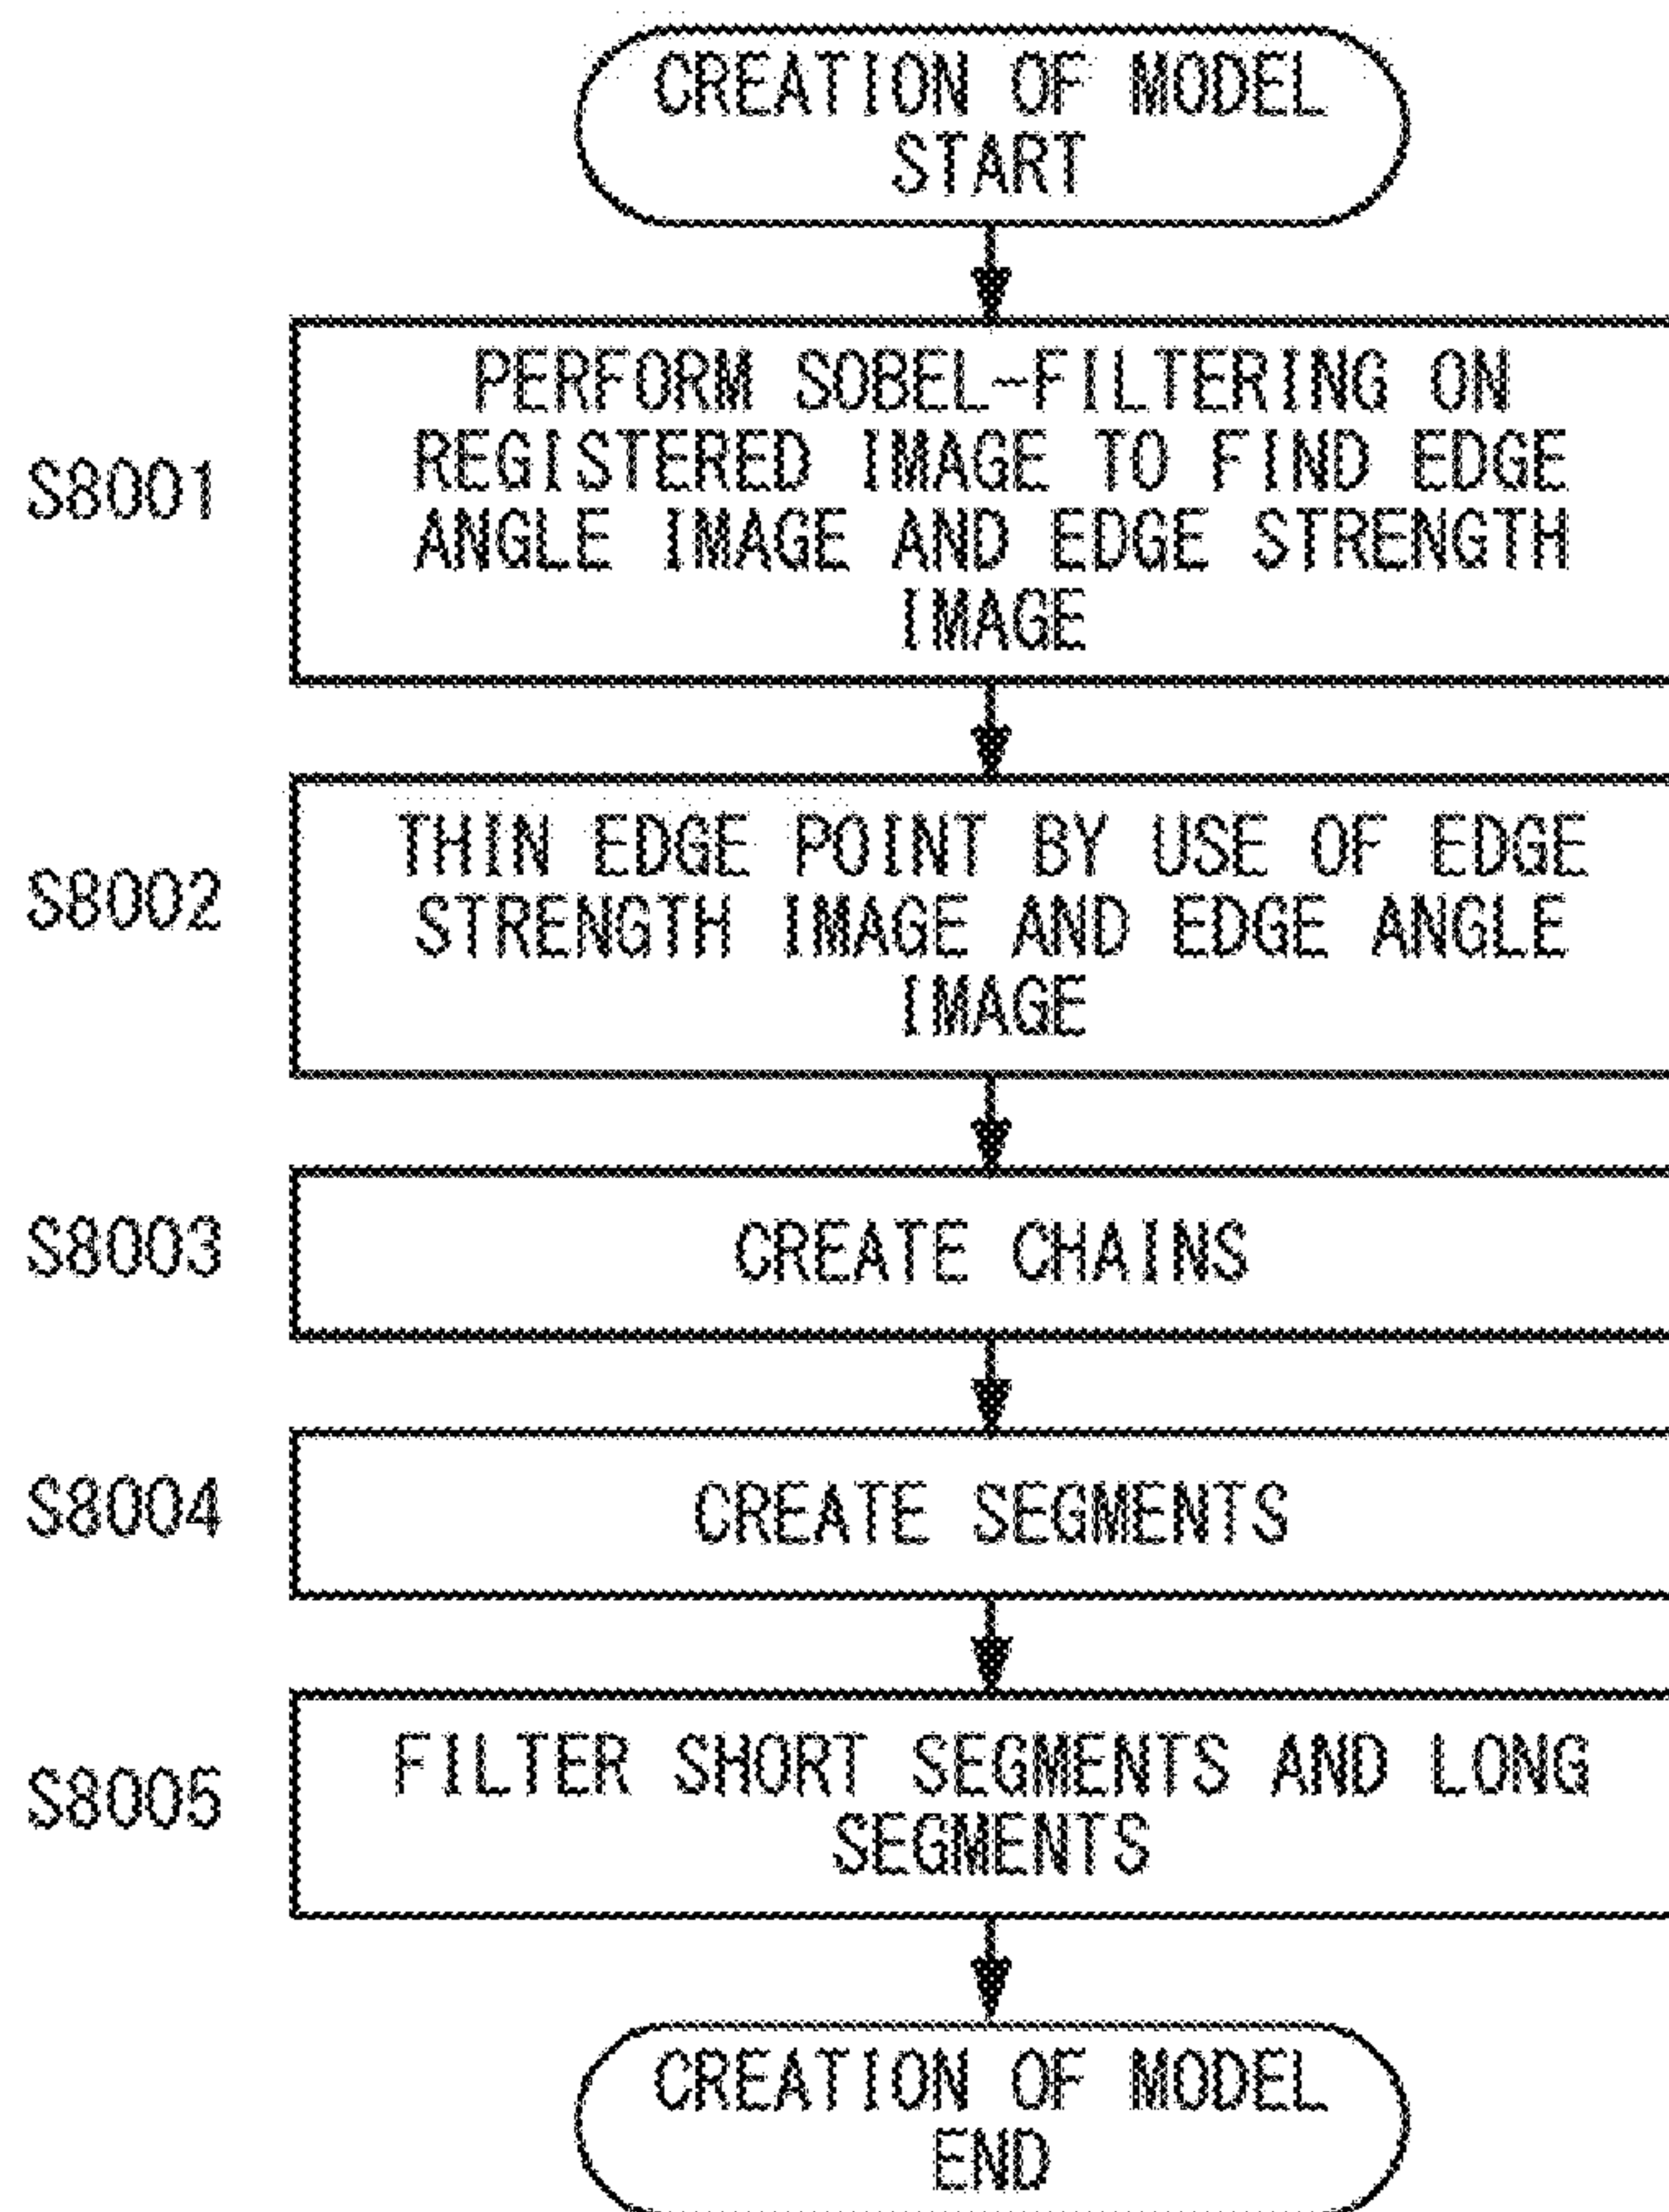 CREATION OF MODEL
START
S8001
PERFORM SOBEL-FILTERING ON
REGISTERED IMAGE TO FIND EDGE
ANGLE IMAGE AND EDGE STRENGTH
IMAGE
S8002
THIN EDGE POINT BY USE OF EDGE
STRENGTH IMAGE AND EDGE ANGLE
IMAGE
S8003
CREATE CHAINS
S8004
CREATE SEGMENTS
S8005
FILTER SHORT SEGMENTS AND LONG
SEGMENTS
CREATION OF MODEL
END